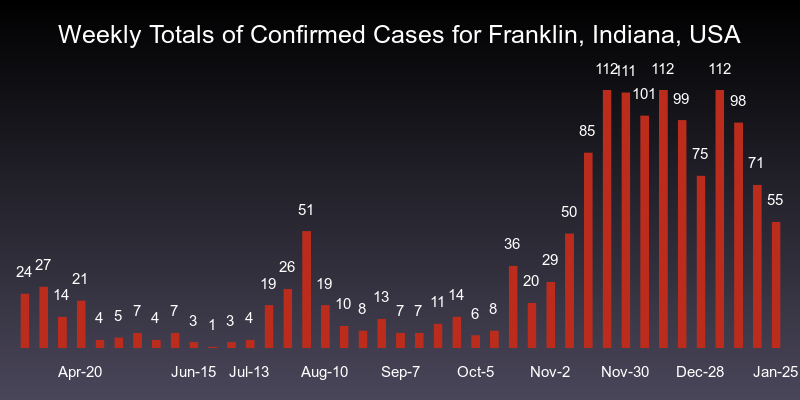 Weekly Totals of Confirmed Cases for Franklin, Indiana, USA
24 27 14 21 4 5 7 4 7 3 1 3 4 19 26 51 19 10 8 13 7 7 11 14 6 8 36 20 29 50 85 112 111 101 112 99 75 112 98 71 55
Apr-20 Jun-15 Jul-13 Aug-10 Sep-7 Oct-5 Nov-2 Nov-30 Dec-28 Jan-25